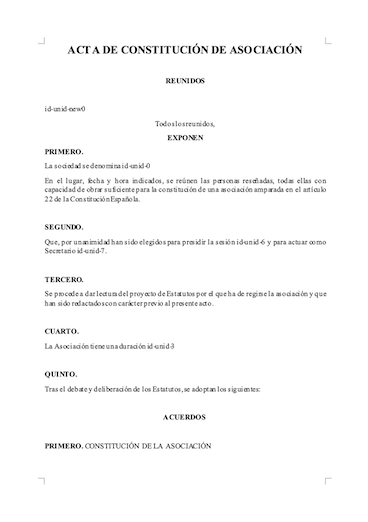 ACTA DE CONSTITUCIÓN DE ASOCIACIÓN
REUNIDOS
id-unid-new0
Todos los reunidos,
EXPONEN
PRIMERO.
La sociedad se denomina id-unid-0
En el lugar, fecha y hora indicados, se reúnen las personas reseñadas, todas ellas con
capacidad de obrar suficiente para la constitución de una asociación amparada en el artículo
22 de la Constitución Española.
SEGUNDO.
Que, por unanimidad han sido elegidos para presidir la sesión id-unid-6 y para actuar como
Secretario id-unid-7.
TERCERO.
Se procede a dar lectura del proyecto de Estatutos por el que ha de regirse la asociación y que
han sido redactados con carácter previo al presente acto.
CUARTO.
La Asociación tiene una duración id-unid-3
QUINTO.
Tras el debate y deliberación de los Estatutos, se adoptan los siguientes:
ACUERDOS
PRIMERO. CONSTITUCIÓN DE LA ASOCIACIÓN